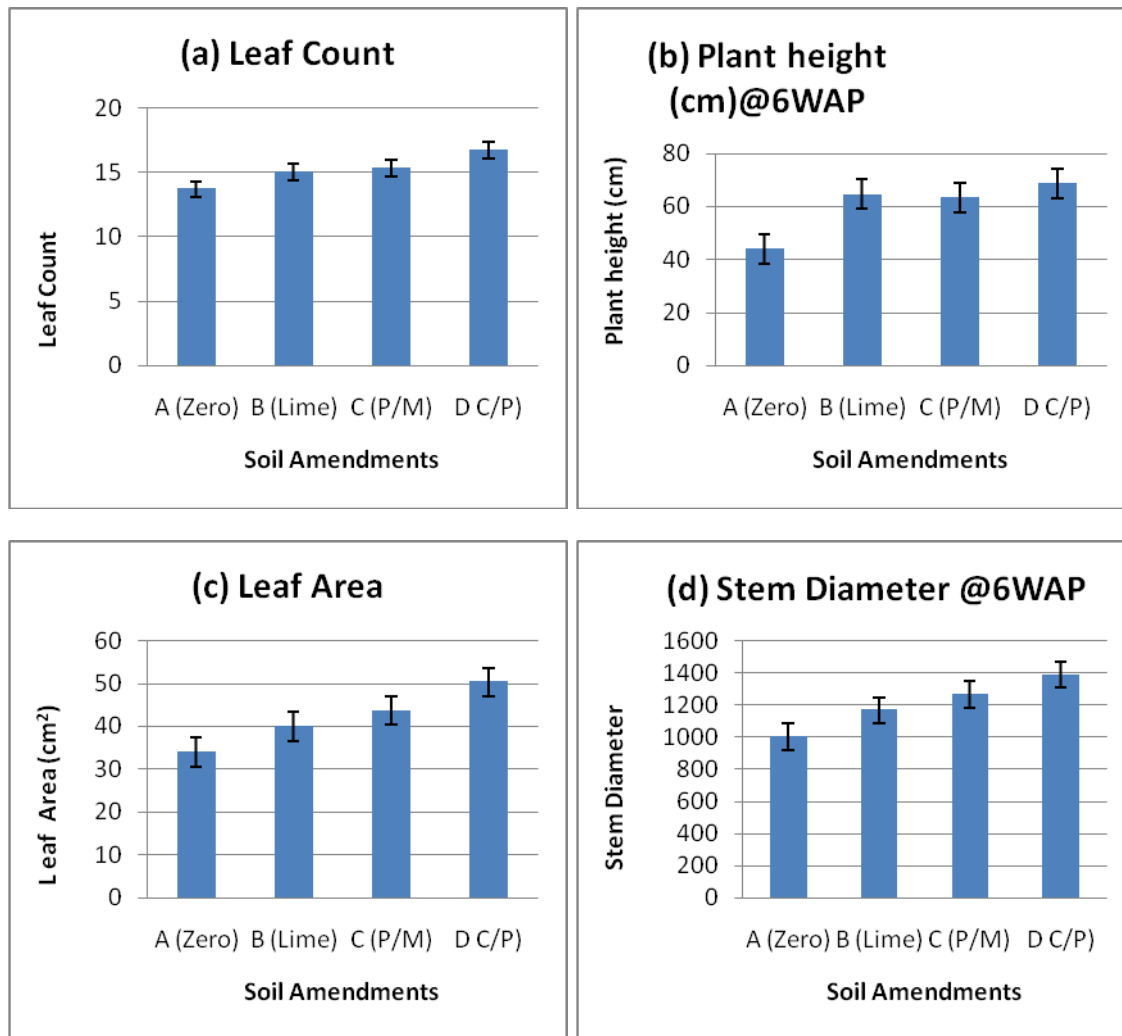 (a) Leaf Count
20
15
10
5
0
Leaf Count
A (Zero) B (Lime) C (P/M) D C/P)
Soil Amendments
(b) Plant height
(cm)@6WAP
80
60
40
20
0
Plant height (cm)
A (Zero) B (Lime) C (P/M) D C/P)
Soil Amendments
(c) Leaf Area
60
50
40
30
20
10
0
L eaf Area (cm²)
A (Zero) B (Lime) C (P/M) D C/P)
Soil Amendments
(d) Stem Diameter @6WAP
1600
1400
1200
1000
800
600
400
200
0
Stem Diameter
A (Zero) B (Lime) C (P/M) D C/P)
Soil Amendments